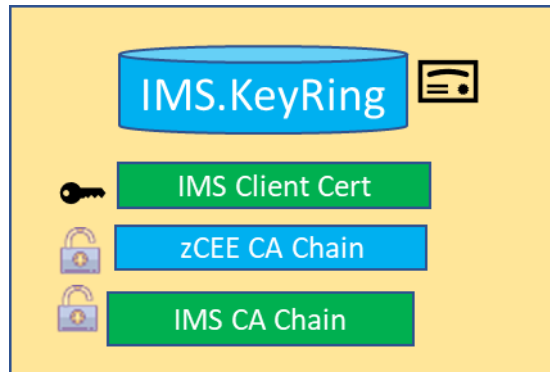 IMS.KeyRing
IMS Client Cert
zCEE CA Chain
IMS CA Chain